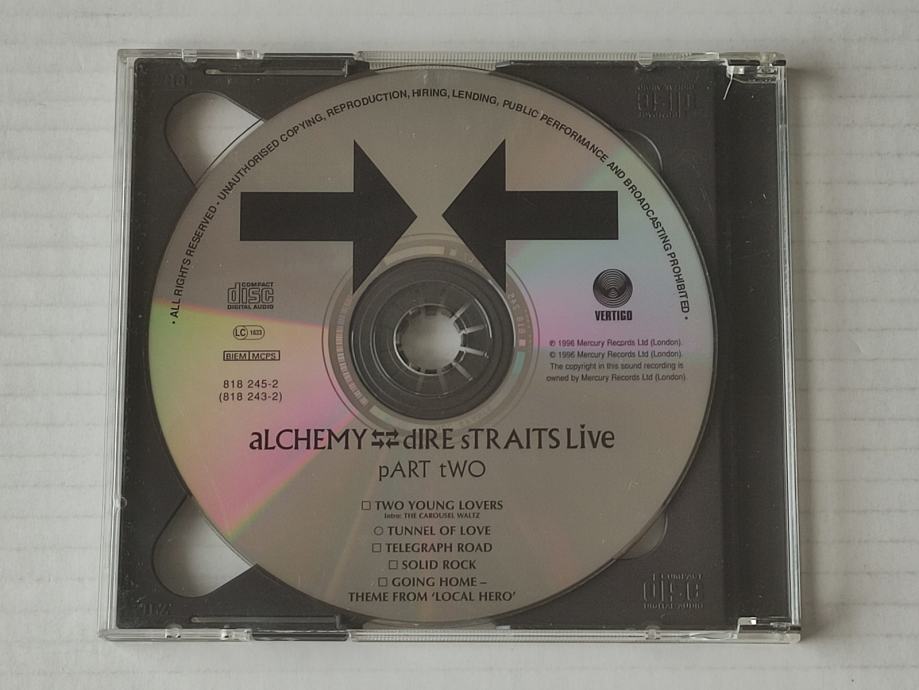 • ALL RIGHTS RESERVED • UNAUTHORISED COPYING, REPRODUCTION, HIRING, LENDING, PUBLIC PERFORMANCE AND BROADCASTING PROHIBITED •
COMPACT
disc
DIGITAL AUDIO
LC 1633
BIEM MCPS
818 245-2
(818 243-2)
VERTIGO
℗ 1996 Mercury Records Ltd (London).
© 1996 Mercury Records Ltd (London).
The copyright in this sound recording is
owned by Mercury Records Ltd (London).
aLCHEMY dIRE sTRAITS Live
pART tWO
TWO YOUNG LOVERS
Intro: THE CAROUSEL WALTZ
TUNNEL OF LOVE
TELEGRAPH ROAD
SOLID ROCK
GOING HOME –
THEME FROM 'LOCAL HERO'
COMPACT
disc
DIGITAL AUDIO